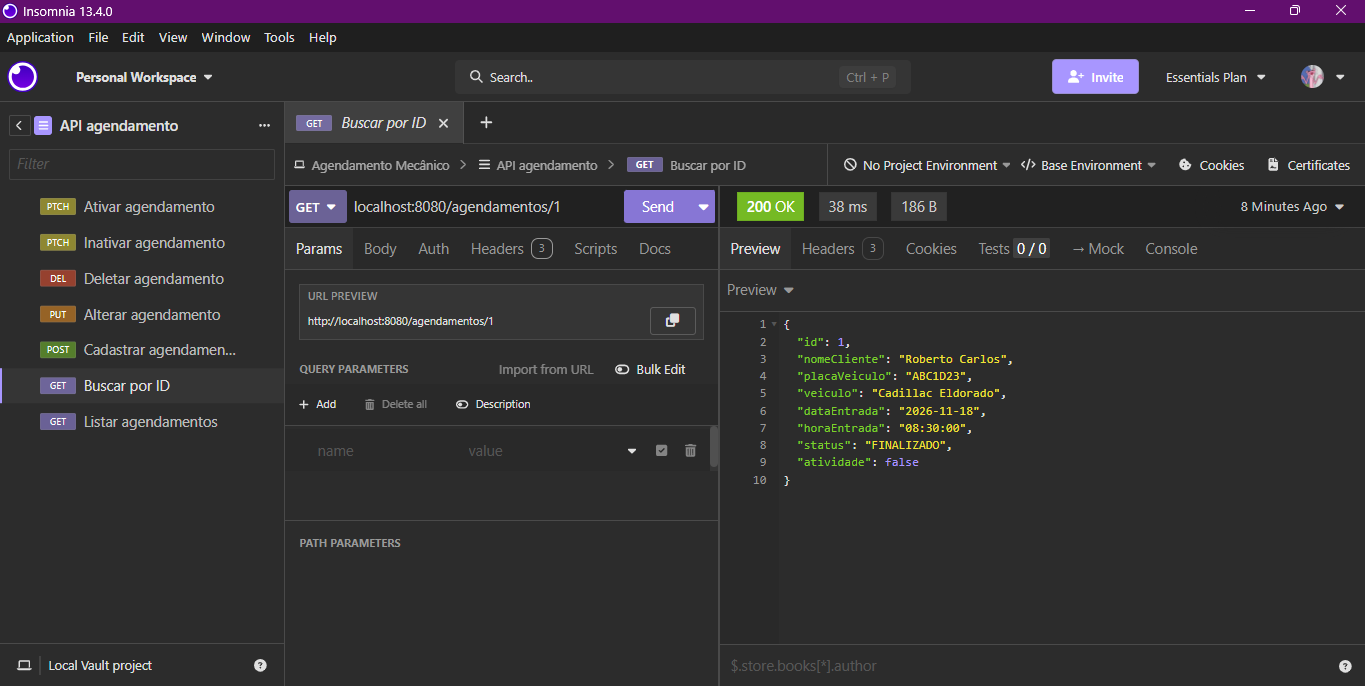 Insomnia 13.4.0
Application File Edit View Window Tools Help
Personal Workspace
Search..
Ctrl + P
Invite
Essentials Plan
API agendamento
Filter
PTCH Ativar agendamento
PTCH Inativar agendamento
DEL Deletar agendamento
PUT Alterar agendamento
POST Cadastrar agendamen...
GET Buscar por ID
GET Listar agendamentos
Local Vault project
GET Buscar por ID
Agendamento Mecânico > API agendamento > GET Buscar por ID
No Project Environment
Base Environment
Cookies
Certificates
GET localhost:8080/agendamentos/1
Send
Params Body Auth Headers 3 Scripts Docs
URL PREVIEW
http://localhost:8080/agendamentos/1
QUERY PARAMETERS Import from URL Bulk Edit
+ Add Delete all Description
name value
PATH PARAMETERS
200 OK 38 ms 186 B 8 Minutes Ago
Preview Headers 3 Cookies Tests 0 / 0 → Mock Console
Preview
1 {
2 "id": 1,
3 "nomeCliente": "Roberto Carlos",
4 "placaVeiculo": "ABC1D23",
5 "veiculo": "Cadillac Eldorado",
6 "dataEntrada": "2026-11-18",
7 "horaEntrada": "08:30:00",
8 "status": "FINALIZADO",
9 "atividade": false
10 }
$.store.books[*].author